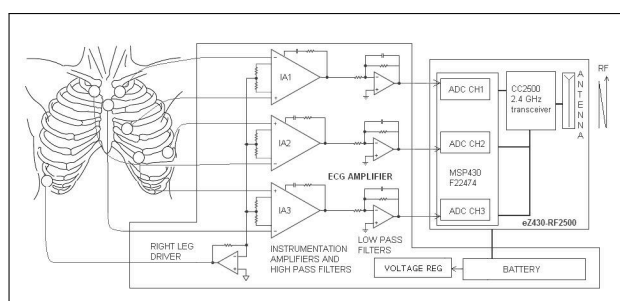 IA1
IA2
ECG AMPLIFIER
IA3
RIGHT LEG
DRIVER
INSTRUMENTATION
AMPLIFIERS AND
HIGH PASS FILTERS
LOW PASS
FILTERS
ADC CH1
ADC CH2
MSP430
F22474
ADC CH3
CC2500
2.4 GHz
transceiver
ANTENNA
RF
eZ430-RF2500
VOLTAGE REG
BATTERY